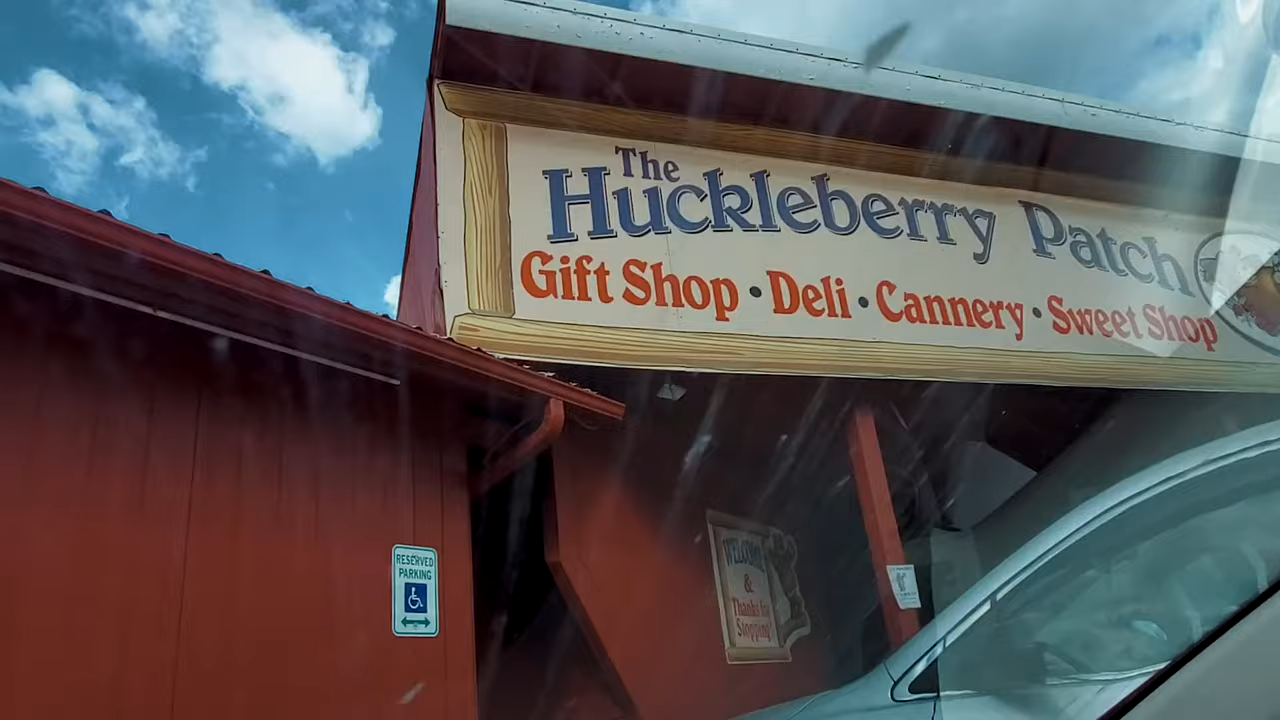 The
Huckleberry Patch
Gift Shop • Deli • Cannery • Sweet Shop
RESERVED
PARKING
WELCOME
&
Thanks for
Stopping!